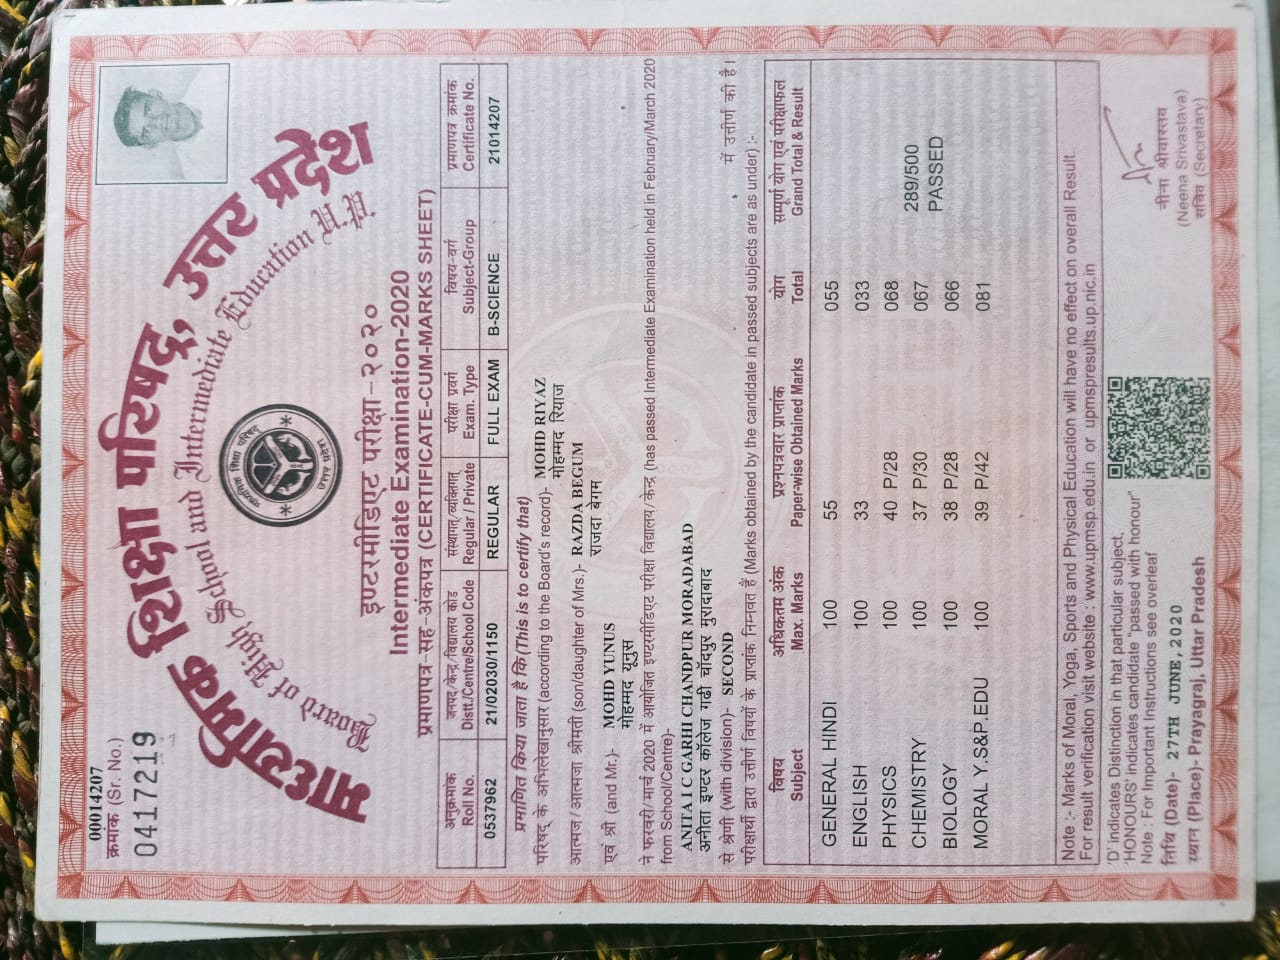 00014207
क्रमांक (Sr. No.)
0417219
माध्यमिक शिक्षा परिषद, उत्तर प्रदेश
Board of High School and Intermediate Education U.P.
माध्यमिक शिक्षा परिषद्
उत्तर प्रदेश
इण्टरमीडिएट परीक्षा-२०२०
Intermediate Examination-2020
प्रमाणपत्र-सह-अंकपत्र (CERTIFICATE-CUM-MARKS SHEET)
अनुक्रमांक जनपद/केन्द्र/विद्यालय कोड संस्थागत/व्यक्तिगत् परीक्षा प्रवर्ग विषय-वर्ग प्रमाणपत्र क्रमांक
Roll No. Distt./Centre/School Code Regular / Private Exam. Type Subject-Group Certificate No.
0537962 21/02030/1150 REGULAR FULL EXAM B-SCIENCE 21014207
प्रमाणित किया जाता है कि (This is to certify that)
परिषद के अभिलेखानुसार (according to the Board's record)- MOHD RIYAZ
मोहम्मद रियाज
आत्मज/आत्मजा श्रीमती (son/daughter of Mrs.)- RAZDA BEGUM
राजदा बेगम
एवं श्री (and Mr.)- MOHD YUNUS
मोहम्मद यूनुस
ने फरवरी/मार्च 2020 में आयोजित इण्टरमीडिएट परीक्षा विद्यालय/केन्द्र (has passed Intermediate Examination held in February/March 2020
from School/Centre)-
ANITA I C GARHI CHANDPUR MORADABAD
अनीता इण्टर कॉलेज गढी चाँदपुर मुरादाबाद
से श्रेणी (with division)- SECOND में उत्तीर्ण की है।
परीक्षार्थी द्वारा उत्तीर्ण विषयों के प्राप्तांक निम्नवत हैं (Marks obtained by the candidate in passed subjects are as under) :-
विषय अधिकतम अंक प्रश्नपत्रवार प्राप्तांक योग सम्पूर्ण योग एवं परीक्षाफल
Subject Max. Marks Paper-wise Obtained Marks Total Grand Total & Result
GENERAL HINDI 100 55 055
ENGLISH 100 33 033
PHYSICS 100 40 P/28 068
CHEMISTRY 100 37 P/30 067 289/500
BIOLOGY 100 38 P/28 066 PASSED
MORAL Y.S&P.EDU 100 39 P/42 081
Note :- Marks of Moral, Yoga, Sports and Physical Education will have no effect on overall Result.
For result verification visit website : www.upmsp.edu.in or upmspresults.up.nic.in
'D' indicates Distinction in that particular subject.
'HONOURS' indicates candidate "passed with honour"
Note : For Important Instructions see overleaf
तिथि (Date)- 27TH JUNE, 2020
स्थान (Place)- Prayagraj, Uttar Pradesh
नीना श्रीवास्तव
(Neena Srivastava)
सचिव (Secretary)